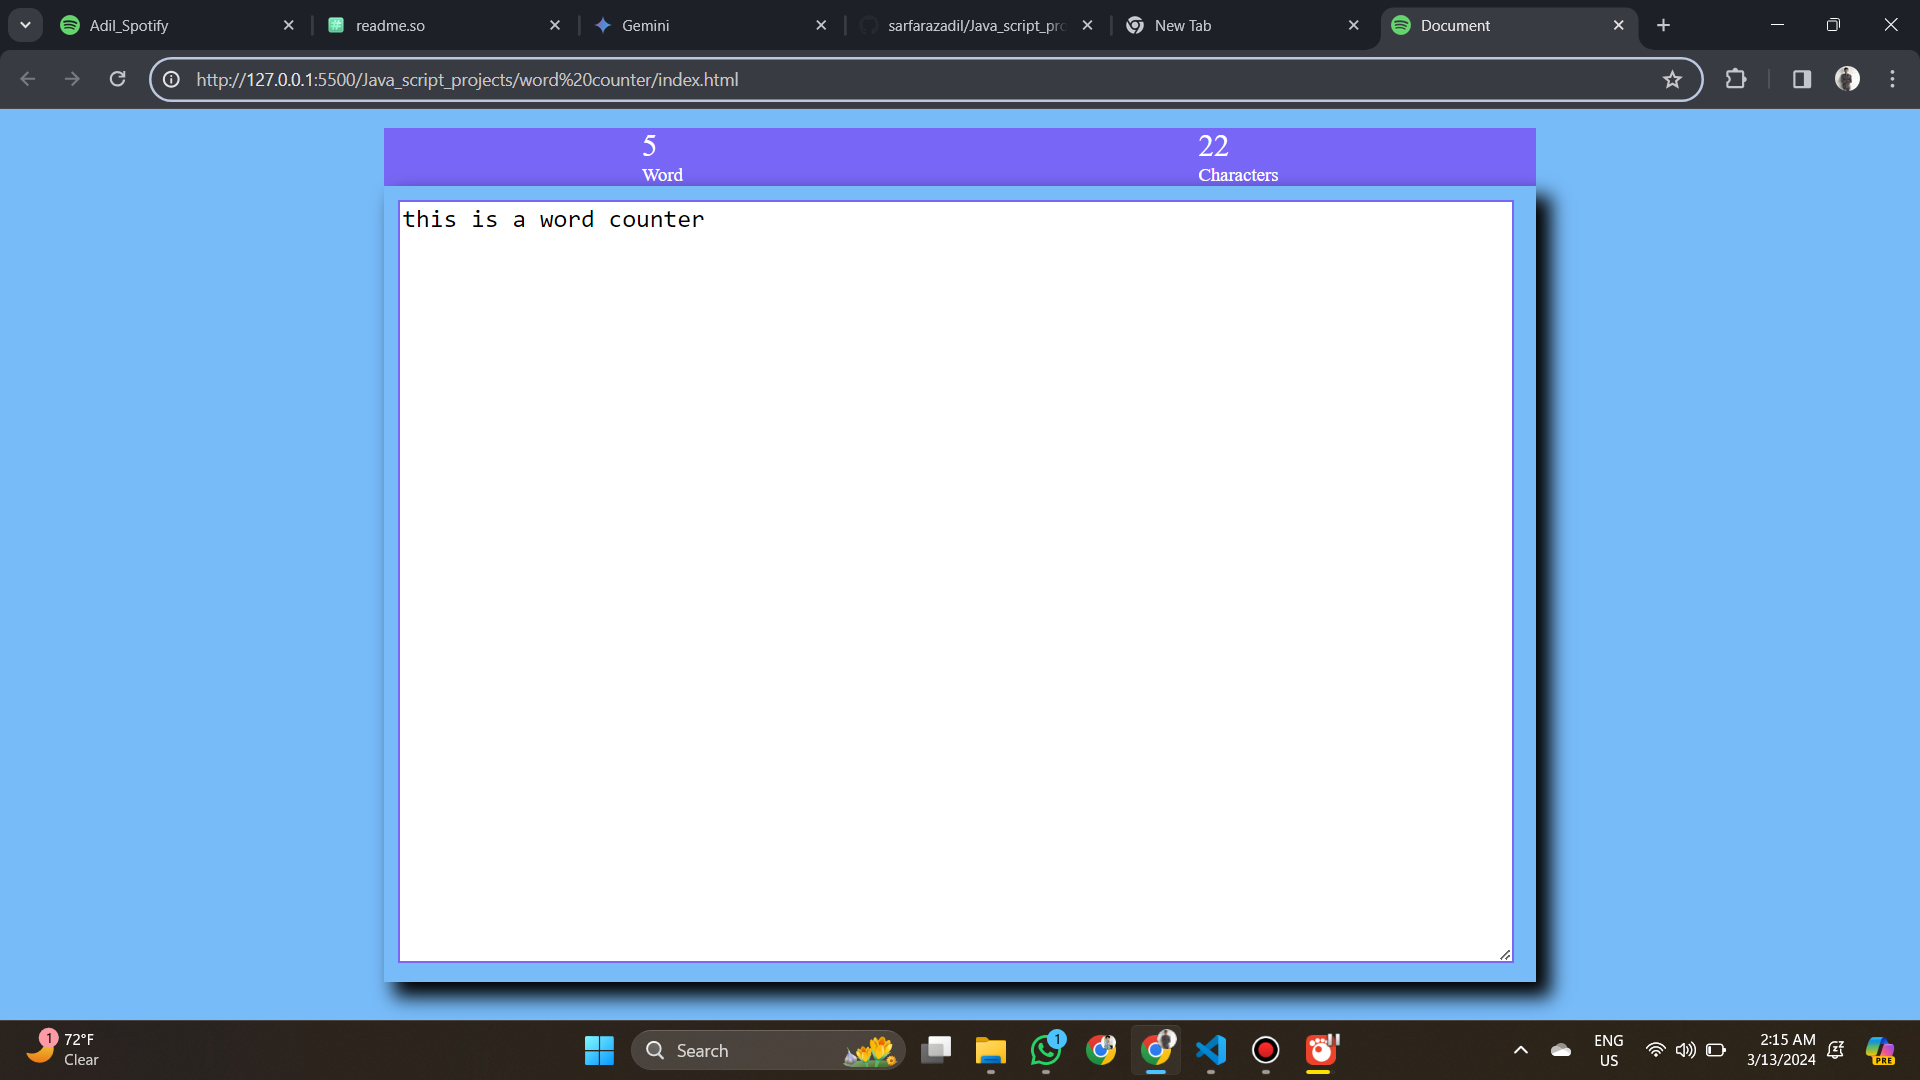 Adil_Spotify
readme.so
Gemini
sarfarazadil/Java_script_pro
New Tab
Document
http://127.0.0.1:5500/Java_script_projects/word%20counter/index.html
5
Word
22
Characters
this is a word counter
1
72°F
Clear
Search
1
ENG
US
2:15 AM
3/13/2024
PRE